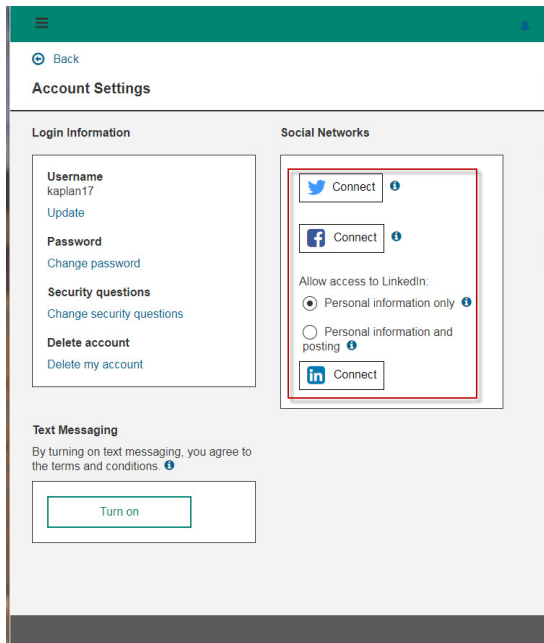 Back
Account Settings
Login Information
Username
kaplan17
Update
Password
Change password
Security questions
Change security questions
Delete account
Delete my account
Social Networks
Connect
f Connect
Allow access to LinkedIn:
Personal information only
Personal information and
posting
in Connect
Text Messaging
By turning on text messaging, you agree to
the terms and conditions.
Turn on